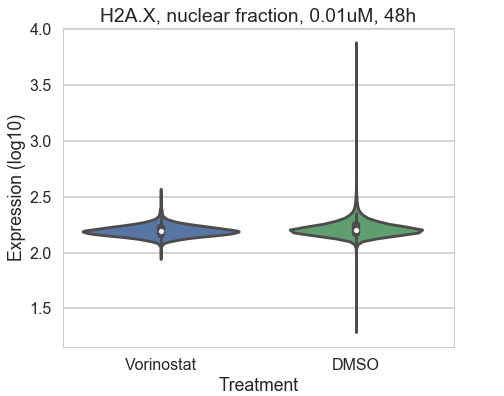 H2A.X, nuclear fraction, 0.01uM, 48h
Expression (log10)
4.0
3.5
3.0
2.5
2.0
1.5
Vorinostat DMSO
Treatment